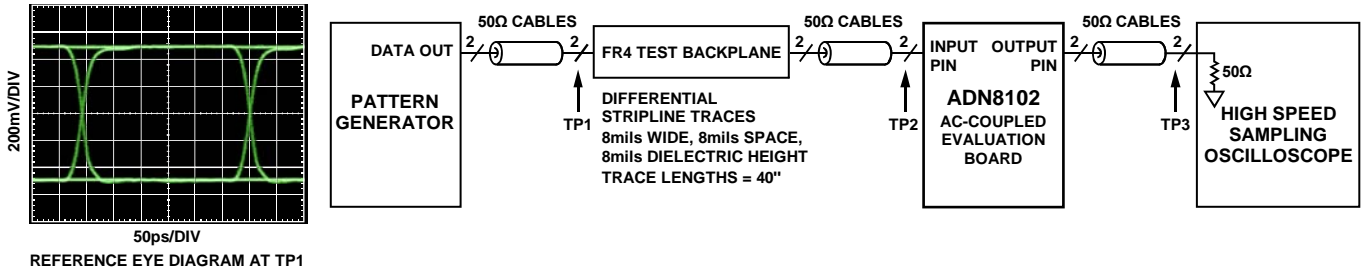 200mV/DIV
50ps/DIV
REFERENCE EYE DIAGRAM AT TP1
DATA OUT
PATTERN
GENERATOR
50Ω CABLES
2
2
TP1
FR4 TEST BACKPLANE
DIFFERENTIAL
STRIPLINE TRACES
8mils WIDE, 8mils SPACE,
8mils DIELECTRIC HEIGHT
TRACE LENGTHS = 40"
50Ω CABLES
2
2
TP2
INPUT OUTPUT
PIN PIN
ADN8102
AC-COUPLED
EVALUATION
BOARD
50Ω CABLES
2
2
TP3
50Ω
HIGH SPEED
SAMPLING
OSCILLOSCOPE